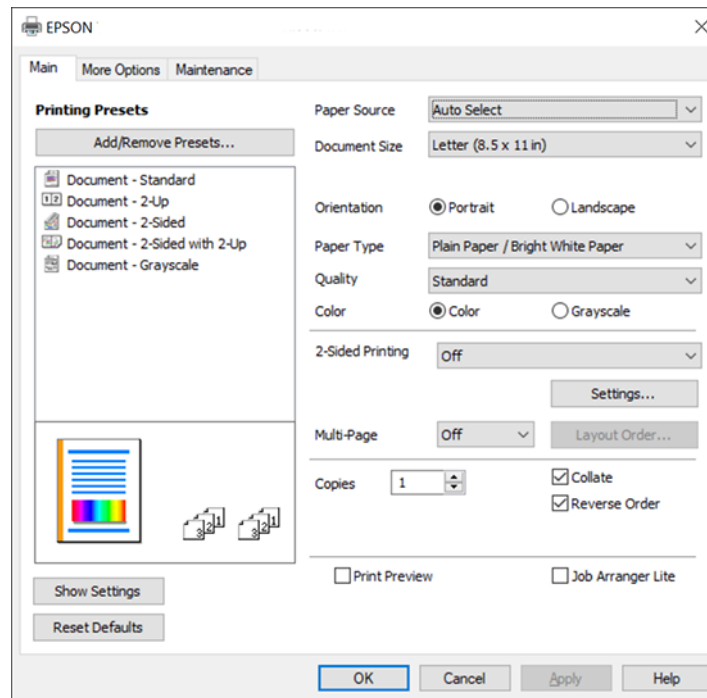 EPSON
Main More Options Maintenance
Printing Presets
Add/Remove Presets...
Document - Standard
Document - 2-Up
Document - 2-Sided
Document - 2-Sided with 2-Up
Document - Grayscale
Show Settings
Reset Defaults
Paper Source Auto Select
Document Size Letter (8.5 x 11 in)
Orientation Portrait Landscape
Paper Type Plain Paper / Bright White Paper
Quality Standard
Color Color Grayscale
2-Sided Printing Off
Settings...
Multi-Page Off Layout Order...
Copies 1 Collate
Reverse Order
Print Preview Job Arranger Lite
OK Cancel Apply Help